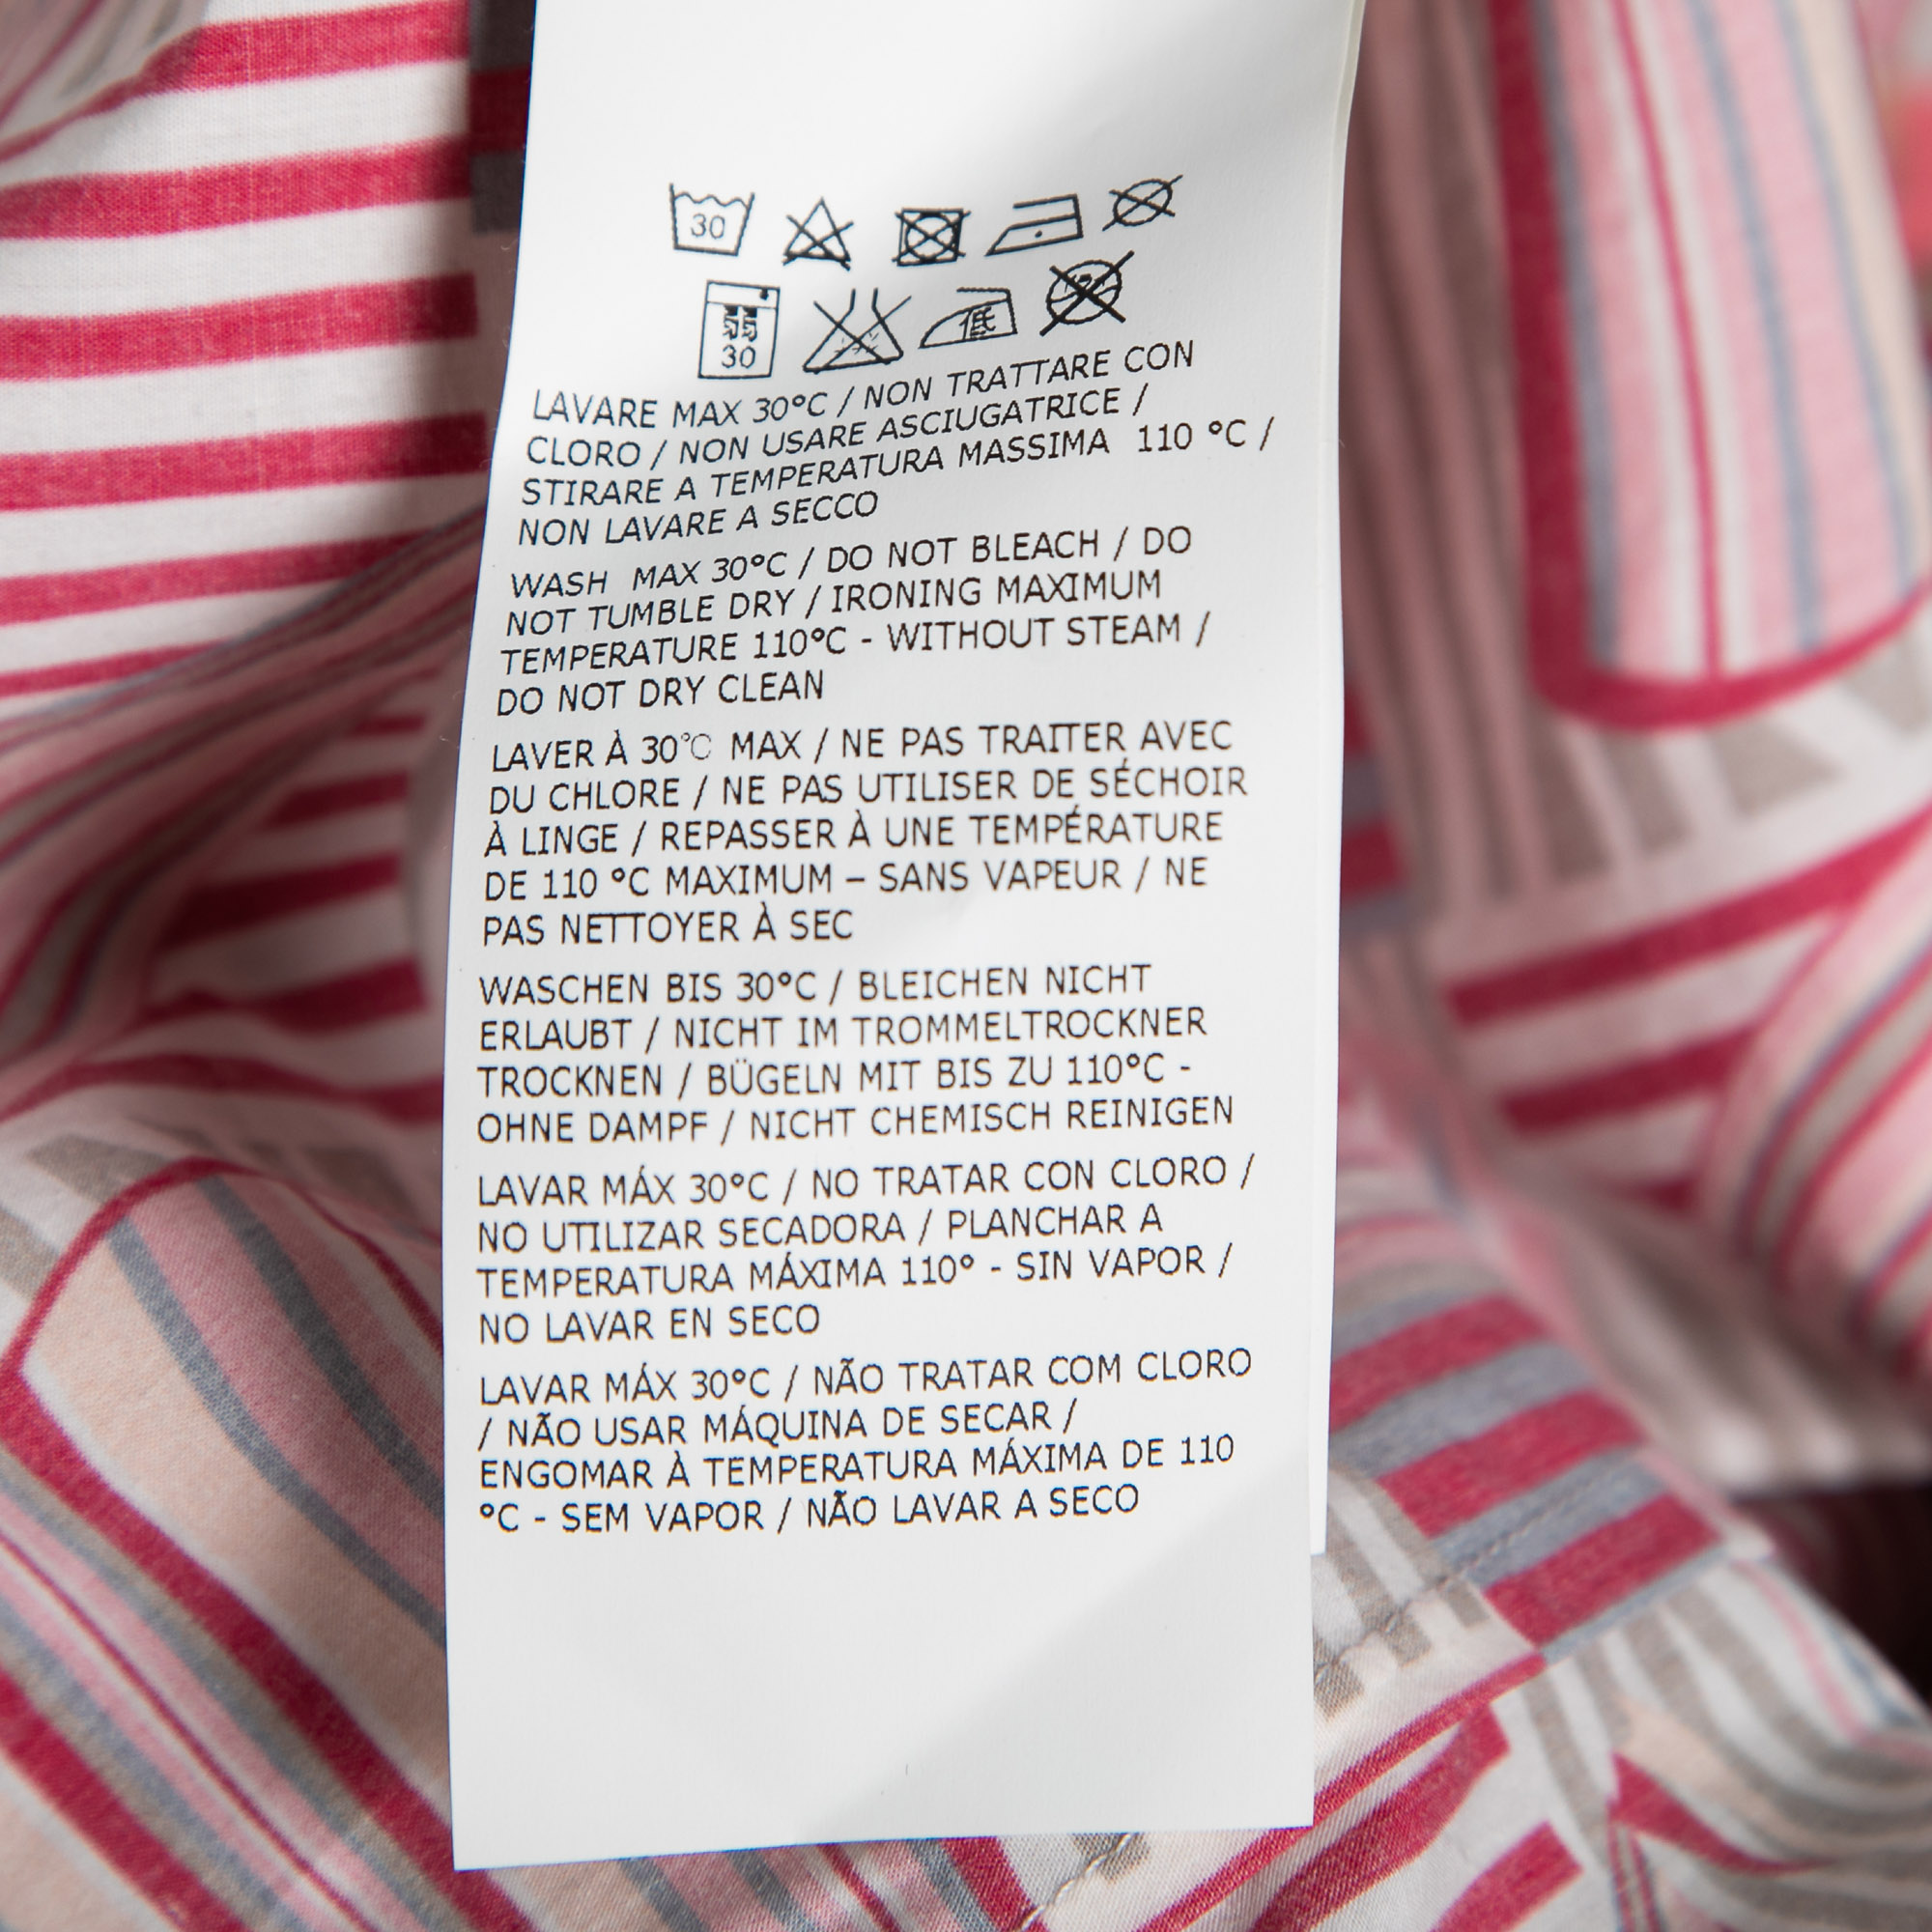 30
弱
30
低
LAVARE MAX 30°C / NON TRATTARE CON
CLORO / NON USARE ASCIUGATRICE /
STIRARE A TEMPERATURA MASSIMA 110 °C /
NON LAVARE A SECCO
WASH MAX 30°C / DO NOT BLEACH / DO
NOT TUMBLE DRY / IRONING MAXIMUM
TEMPERATURE 110°C - WITHOUT STEAM /
DO NOT DRY CLEAN
LAVER À 30℃ MAX / NE PAS TRAITER AVEC
DU CHLORE / NE PAS UTILISER DE SÉCHOIR
À LINGE / REPASSER À UNE TEMPÉRATURE
DE 110 °C MAXIMUM – SANS VAPEUR / NE
PAS NETTOYER À SEC
WASCHEN BIS 30°C / BLEICHEN NICHT
ERLAUBT / NICHT IM TROMMELTROCKNER
TROCKNEN / BÜGELN MIT BIS ZU 110°C -
OHNE DAMPF / NICHT CHEMISCH REINIGEN
LAVAR MÁX 30°C / NO TRATAR CON CLORO /
NO UTILIZAR SECADORA / PLANCHAR A
TEMPERATURA MÁXIMA 110° - SIN VAPOR /
NO LAVAR EN SECO
LAVAR MÁX 30°C / NÃO TRATAR COM CLORO
/ NÃO USAR MÁQUINA DE SECAR /
ENGOMAR À TEMPERATURA MÁXIMA DE 110
°C - SEM VAPOR / NÃO LAVAR A SECO